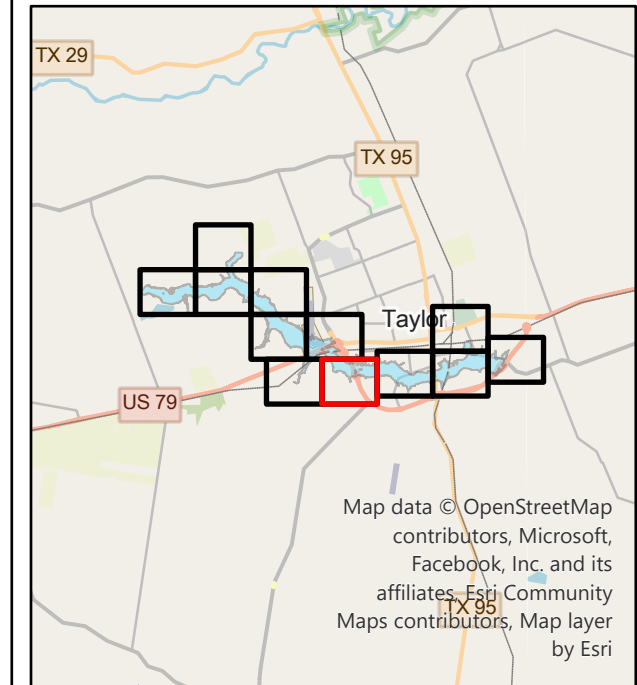 TX 29
TX 95
Taylor
US 79
Map data © OpenStreetMap
contributors, Microsoft,
Facebook, Inc. and its
affiliates, Esri Community
Maps contributors, Map layer
by Esri
TX 95